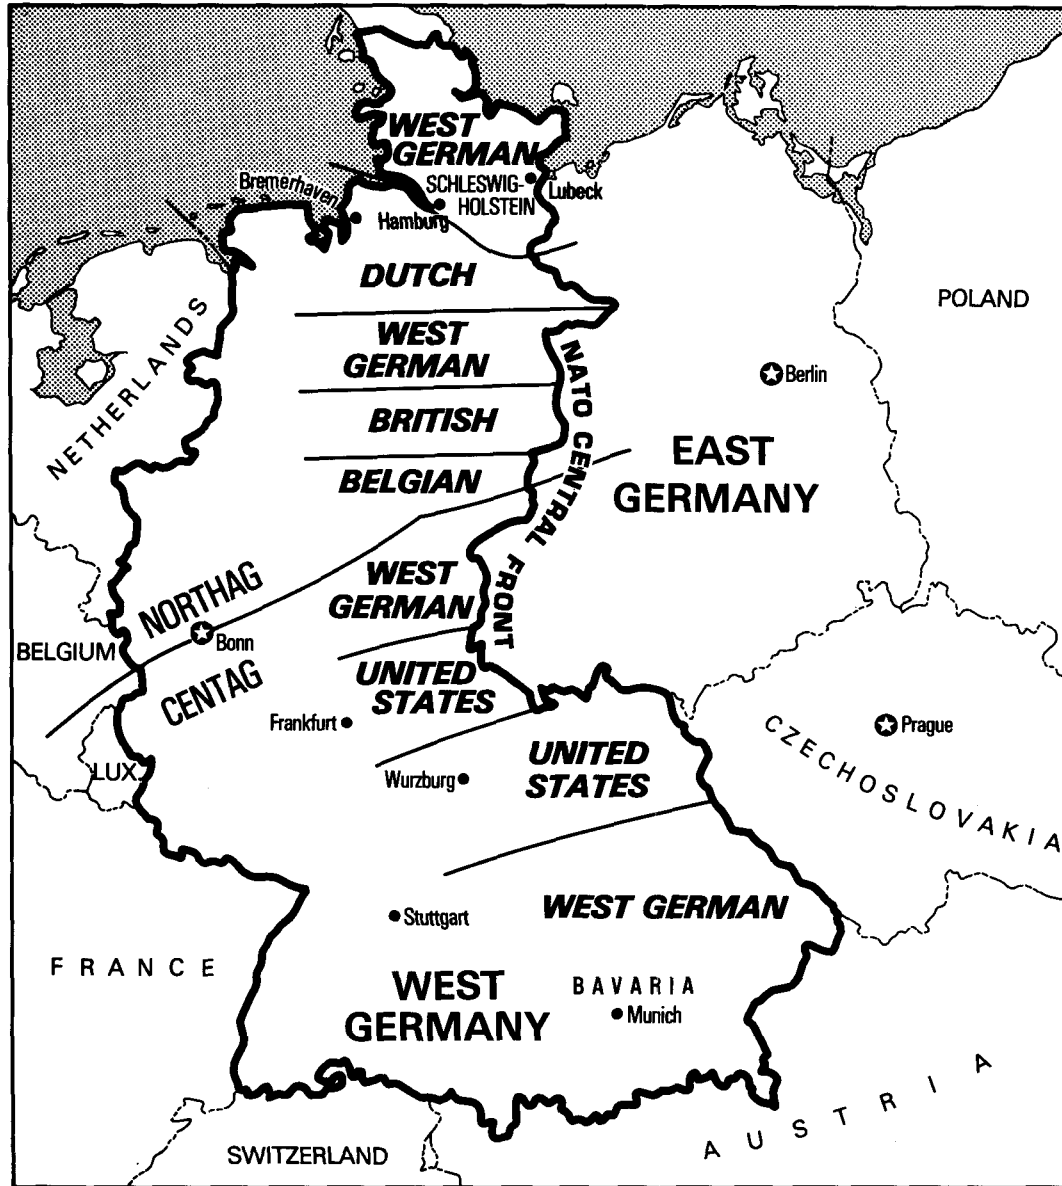 WEST
GERMAN
Bremerhaven
SCHLESWIG-
HOLSTEIN
Lubeck
Hamburg
DUTCH
NETHERLANDS
WEST
GERMAN
POLAND
NATO CENTRAL FRONT
Berlin
BRITISH
BELGIAN
EAST
GERMANY
NORTHAG
WEST
GERMAN
Bonn
BELGIUM
CENTAG
UNITED
STATES
Frankfurt
Prague
CZECHOSLOVAKIA
LUX.
Wurzburg
UNITED
STATES
Stuttgart
WEST GERMAN
FRANCE
WEST
GERMANY
BAVARIA
Munich
AUSTRIA
SWITZERLAND